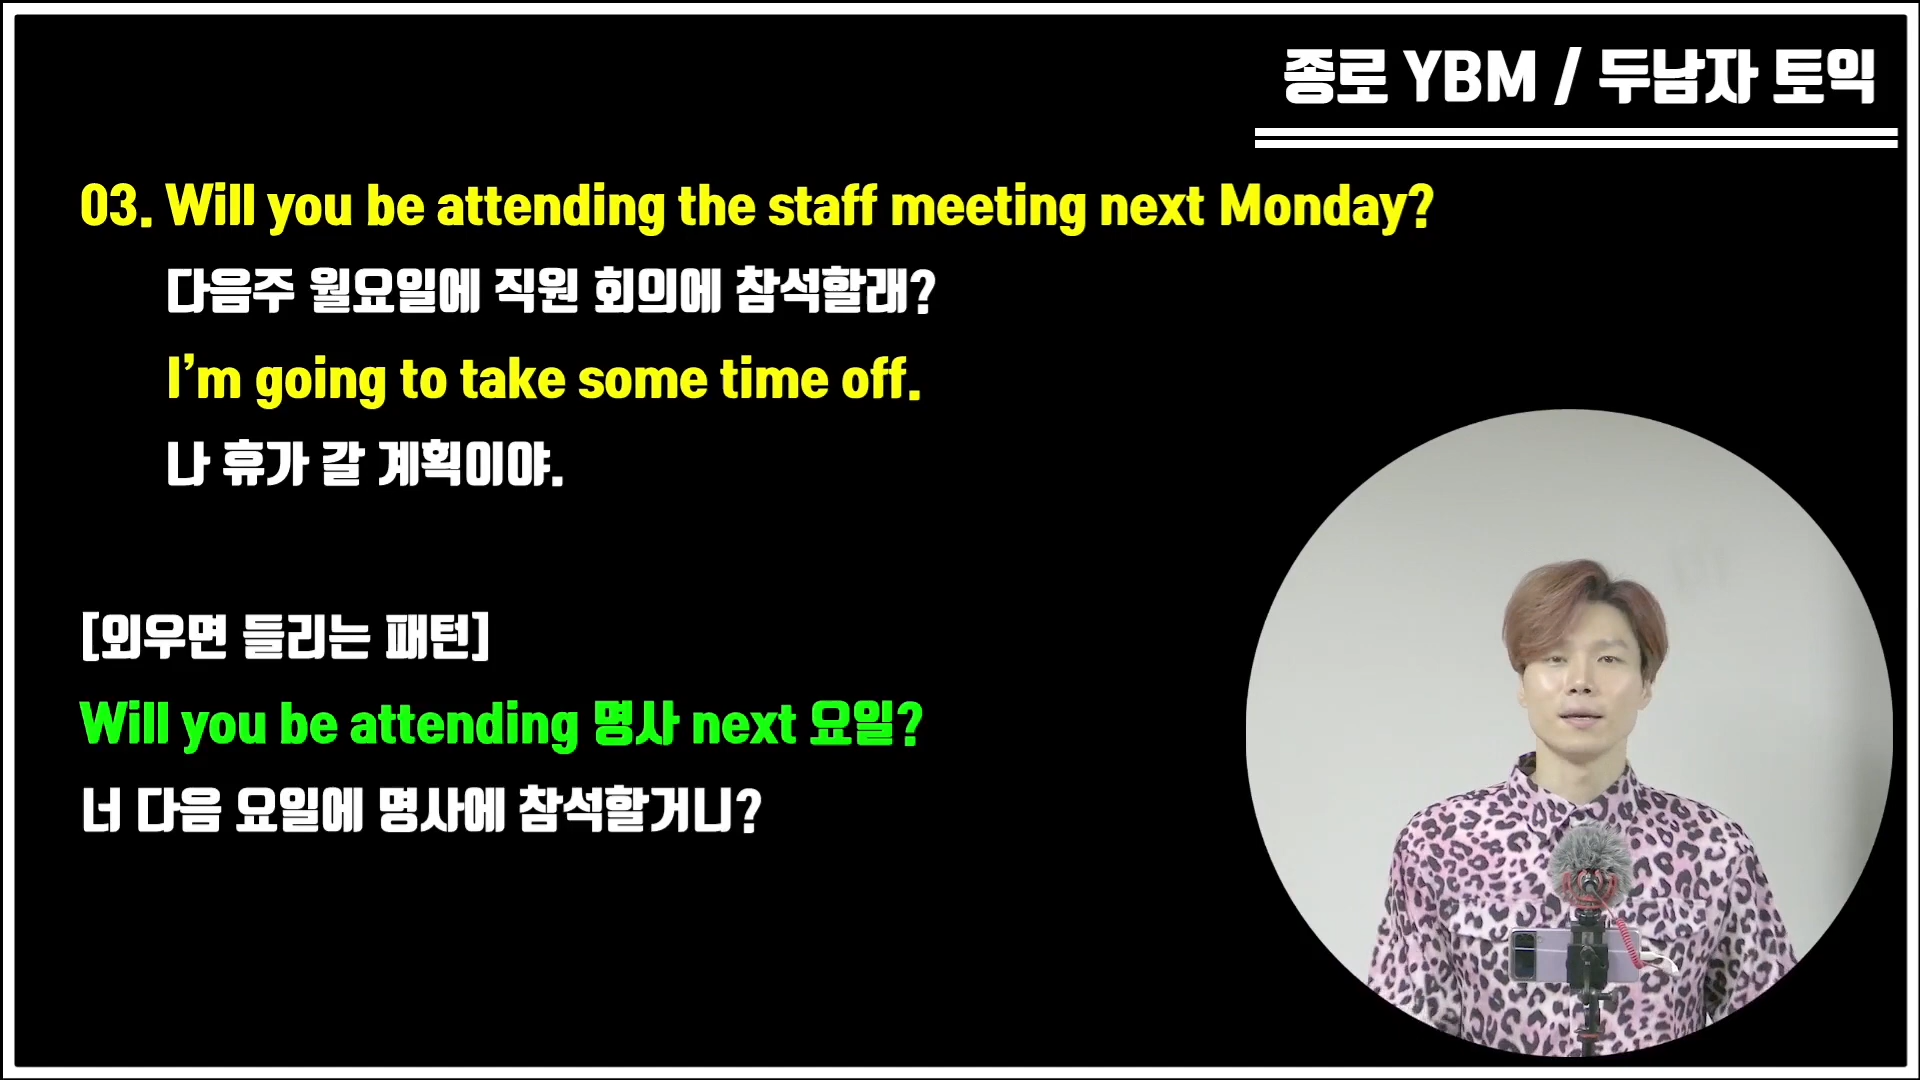 종로 YBM / 두남자 토익
03. Will you be attending the staff meeting next Monday?
다음주 월요일에 직원 회의에 참석할래?
I'm going to take some time off.
나 휴가 갈 계획이야.
[외우면 들리는 패턴]
Will you be attending 명사 next 요일?
너 다음 요일에 명사에 참석할거니?